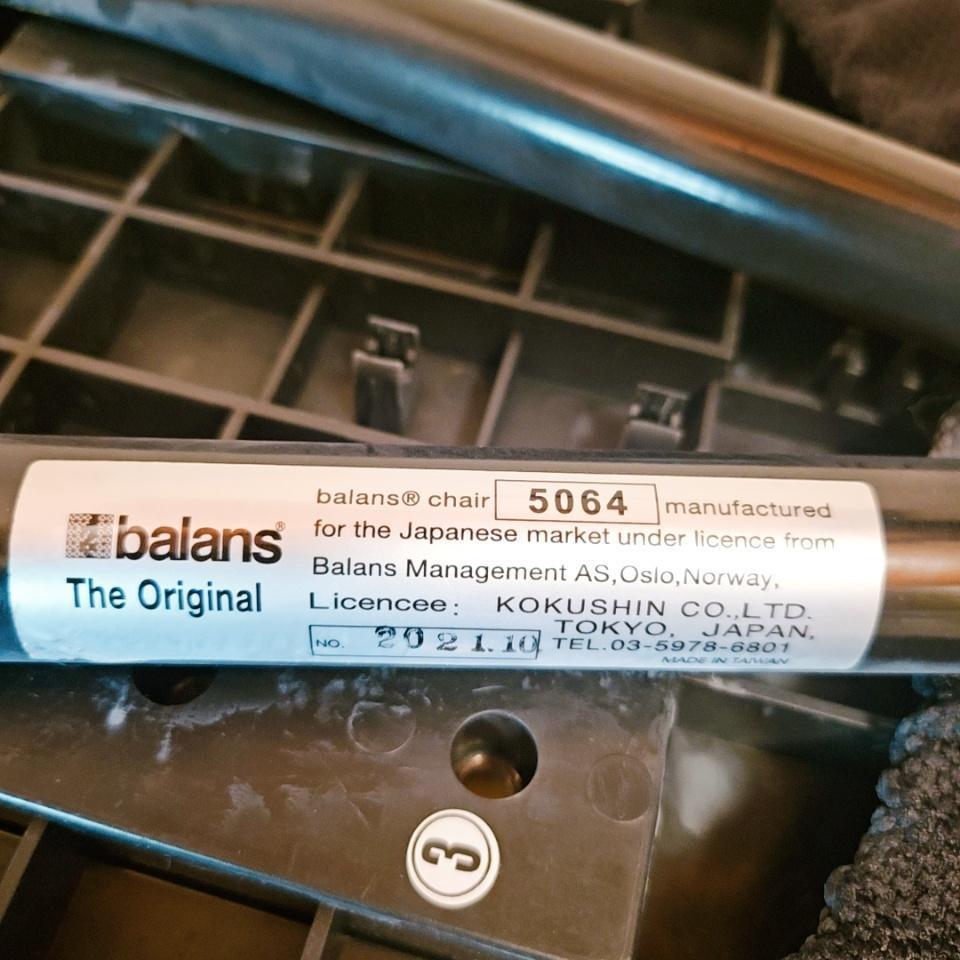 balans®
The Original
balans® chair 5064 manufactured
for the Japanese market under licence from
Balans Management AS,Oslo,Norway,
Licencee: KOKUSHIN CO.,LTD.
TOKYO, JAPAN,
NO. 2021.10 TEL.03-5978-6801
MADE IN TAIWAN
3